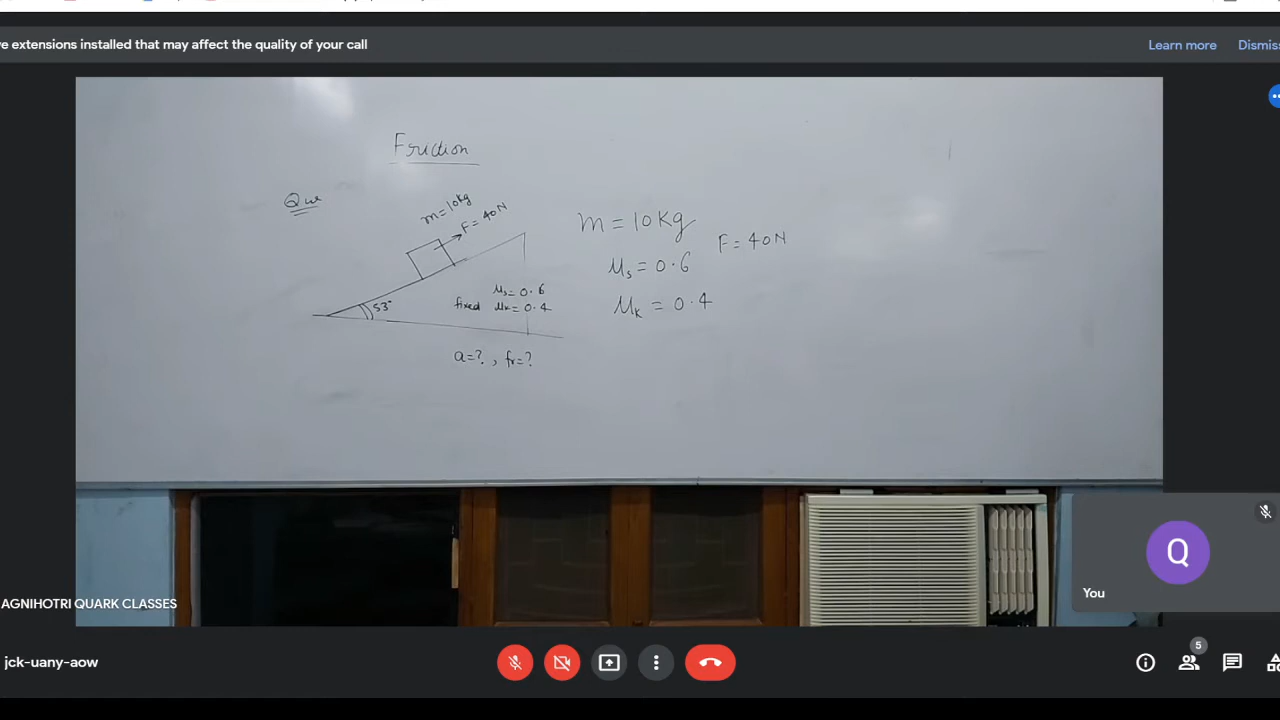 e extensions installed that may affect the quality of your call
Learn more
Friction
Que
m=10kg
F=40N
53°
fixed
μs=0.6
μk=0.4
a=?, fr=?
m = 10Kg
F = 40N
μs = 0.6
μk = 0.4
AGNIHOTRI QUARK CLASSES
Q
You
jck-uany-aow
5